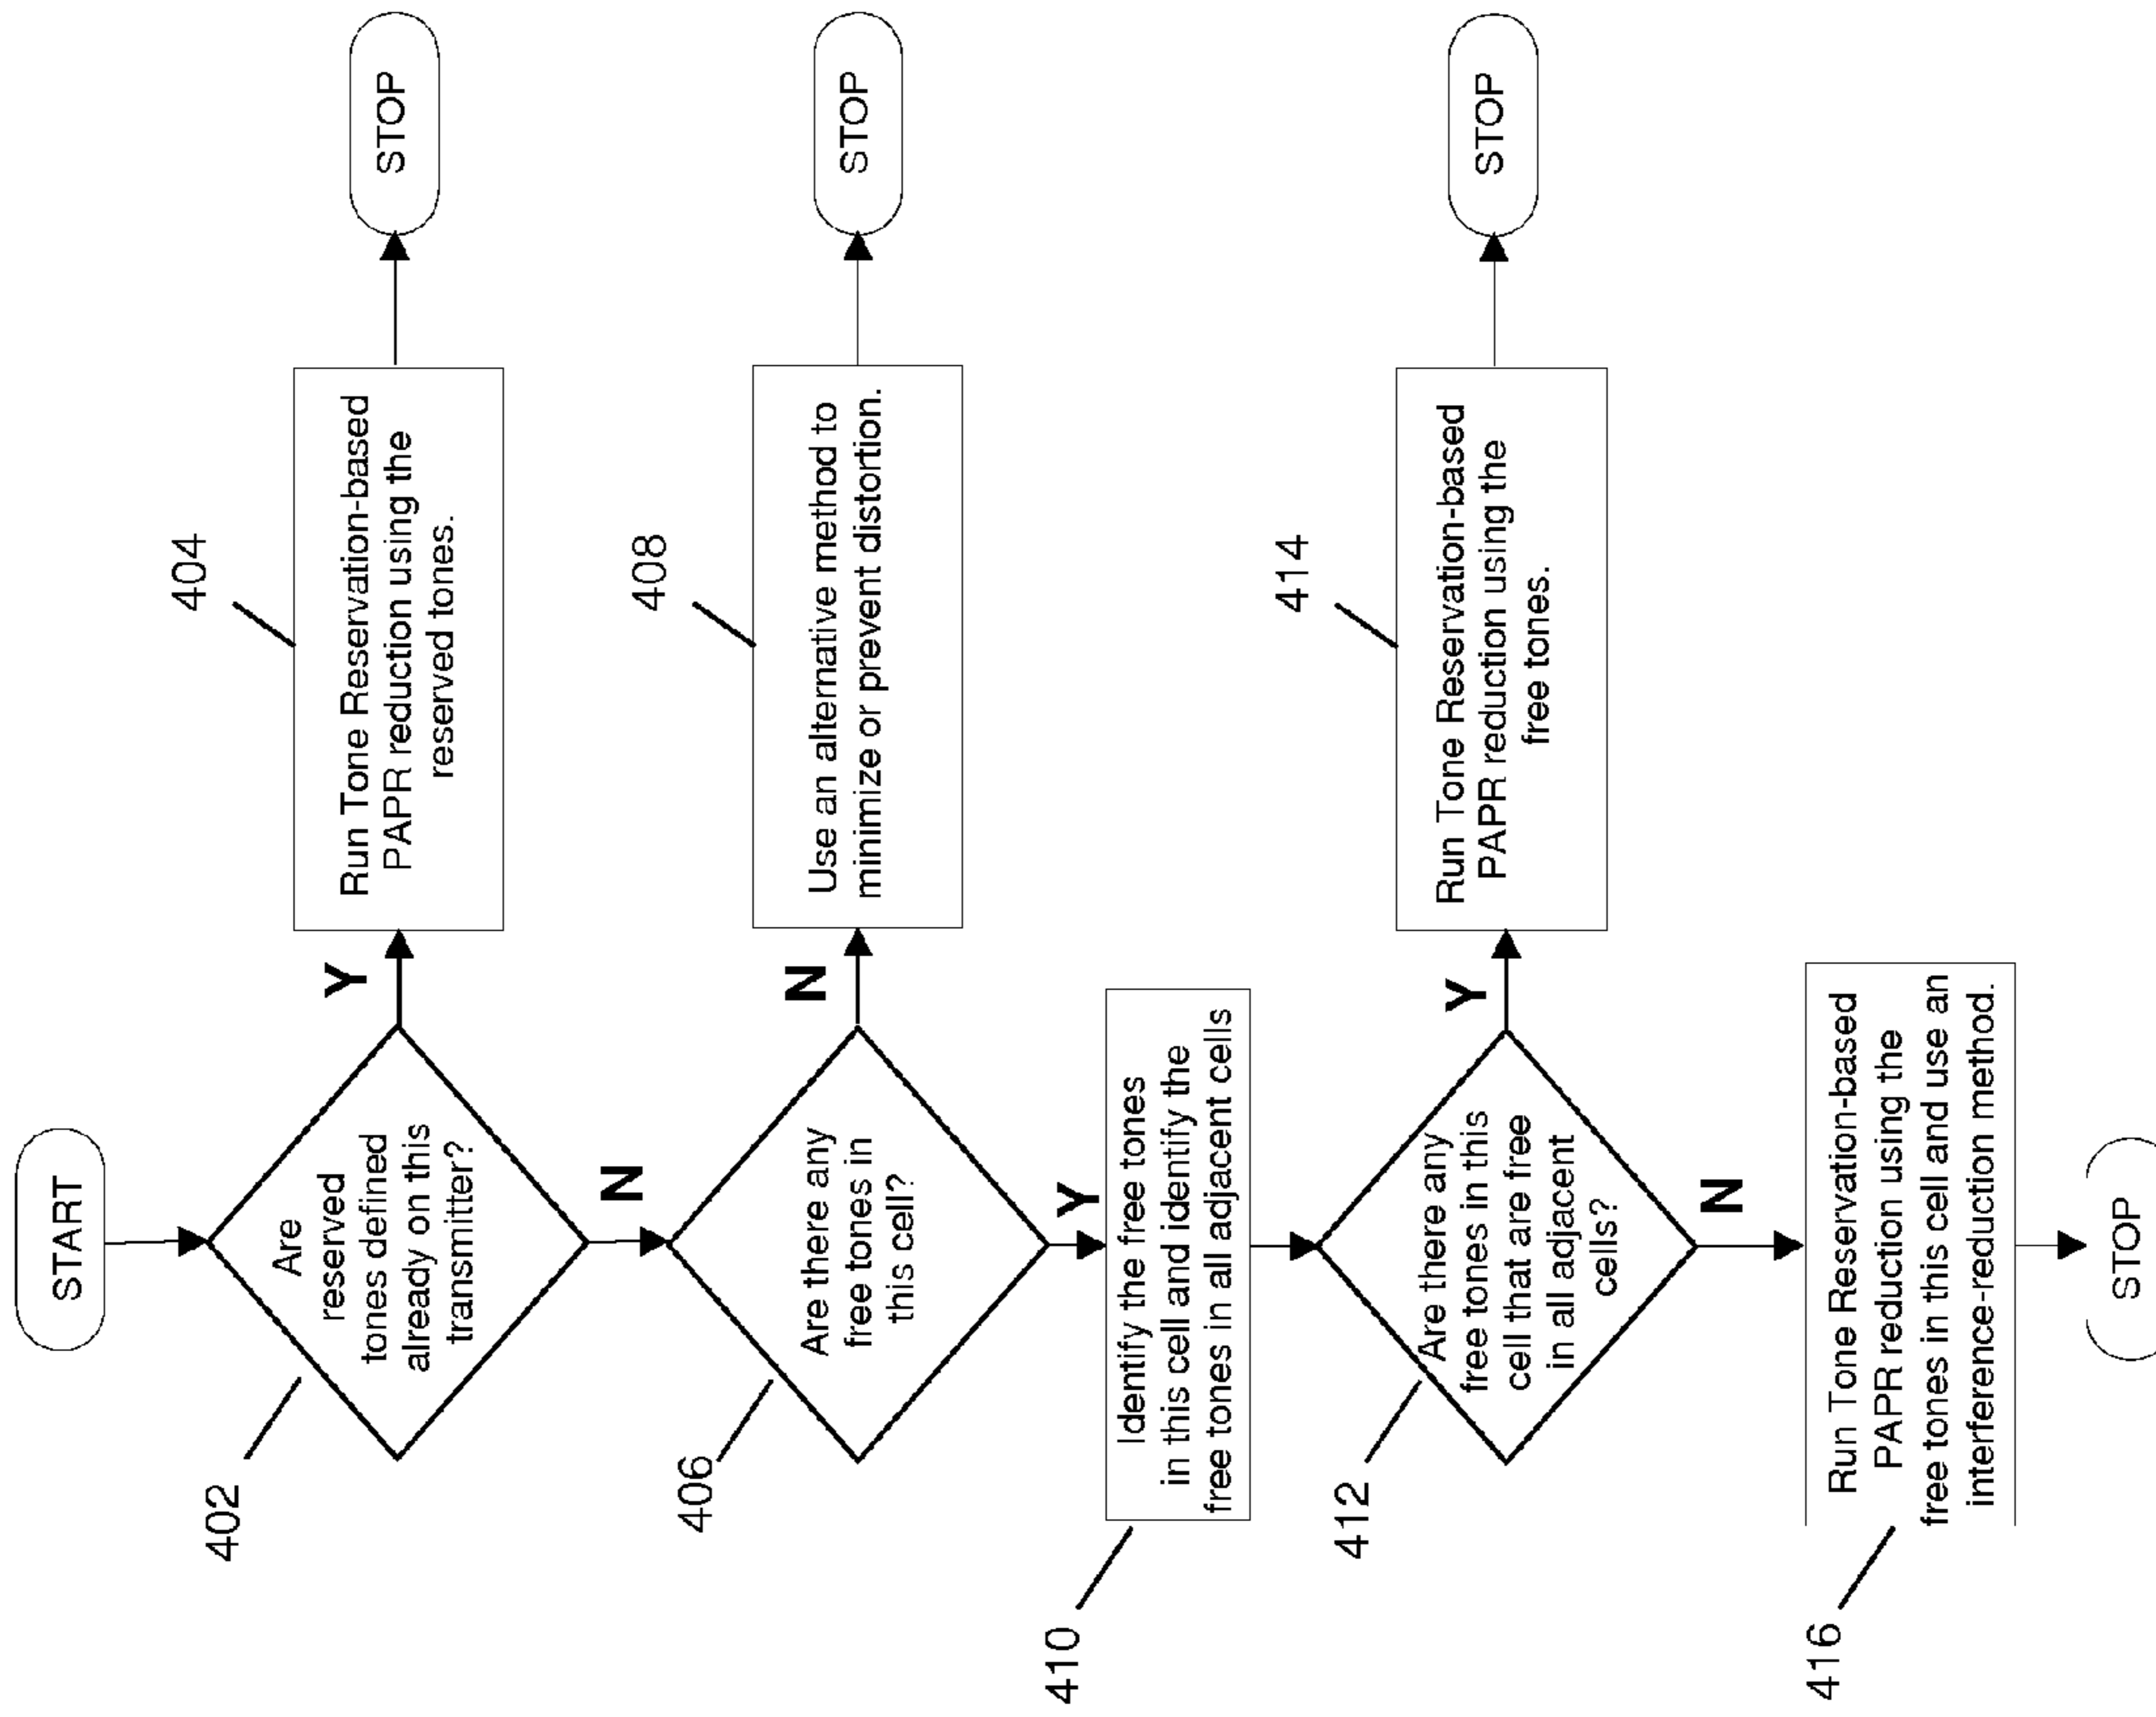 START
402
Are
reserved
tones defined
already on this
transmitter?
Y
404
Run Tone Reservation-based
PAPR reduction using the
reserved tones.
STOP
N
406
Are there any
free tones in
this cell?
N
408
Use an alternative method to
minimize or prevent distortion.
STOP
Y
410
Identify the free tones
in this cell and identify the
free tones in all adjacent cells
412
Are there any
free tones in this
cell that are free
in all adjacent
cells?
Y
414
Run Tone Reservation-based
PAPR reduction using the
free tones.
STOP
N
416
Run Tone Reservation-based
PAPR reduction using the
free tones in this cell and use an
interference-reduction method.
STOP